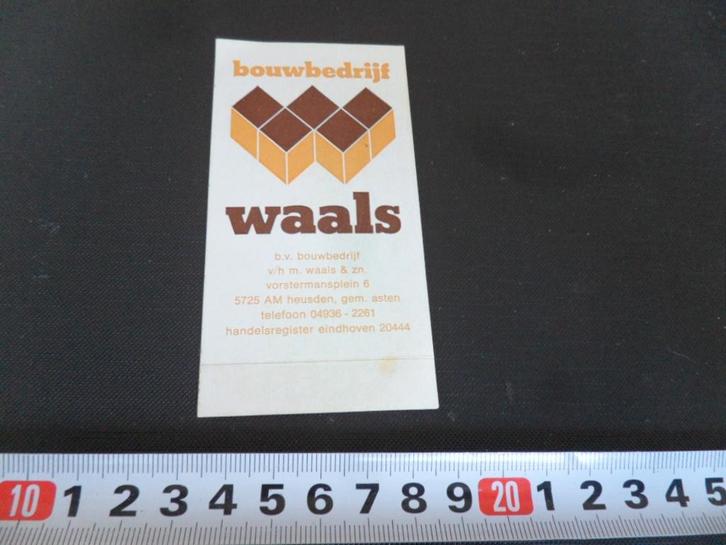 bouwbedrijf
waals
b.v. bouwbedrijf
v/h m. waals & zn.
vorstermansplein 6
5725 AM heusden, gem. asten
telefoon 04936 - 2261
handelsregister eindhoven 20444
10 1 2 3 4 5 6 7 8 9 20 1 2 3 4 5